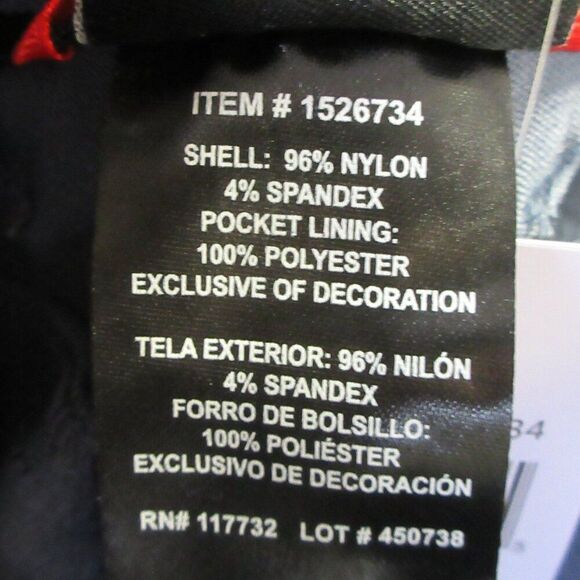 ITEM # 1526734
SHELL: 96% NYLON
4% SPANDEX
POCKET LINING:
100% POLYESTER
EXCLUSIVE OF DECORATION
TELA EXTERIOR: 96% NILÓN
4% SPANDEX
FORRO DE BOLSILLO:
100% POLIÉSTER
EXCLUSIVO DE DECORACIÓN
RN# 117732 LOT # 450738